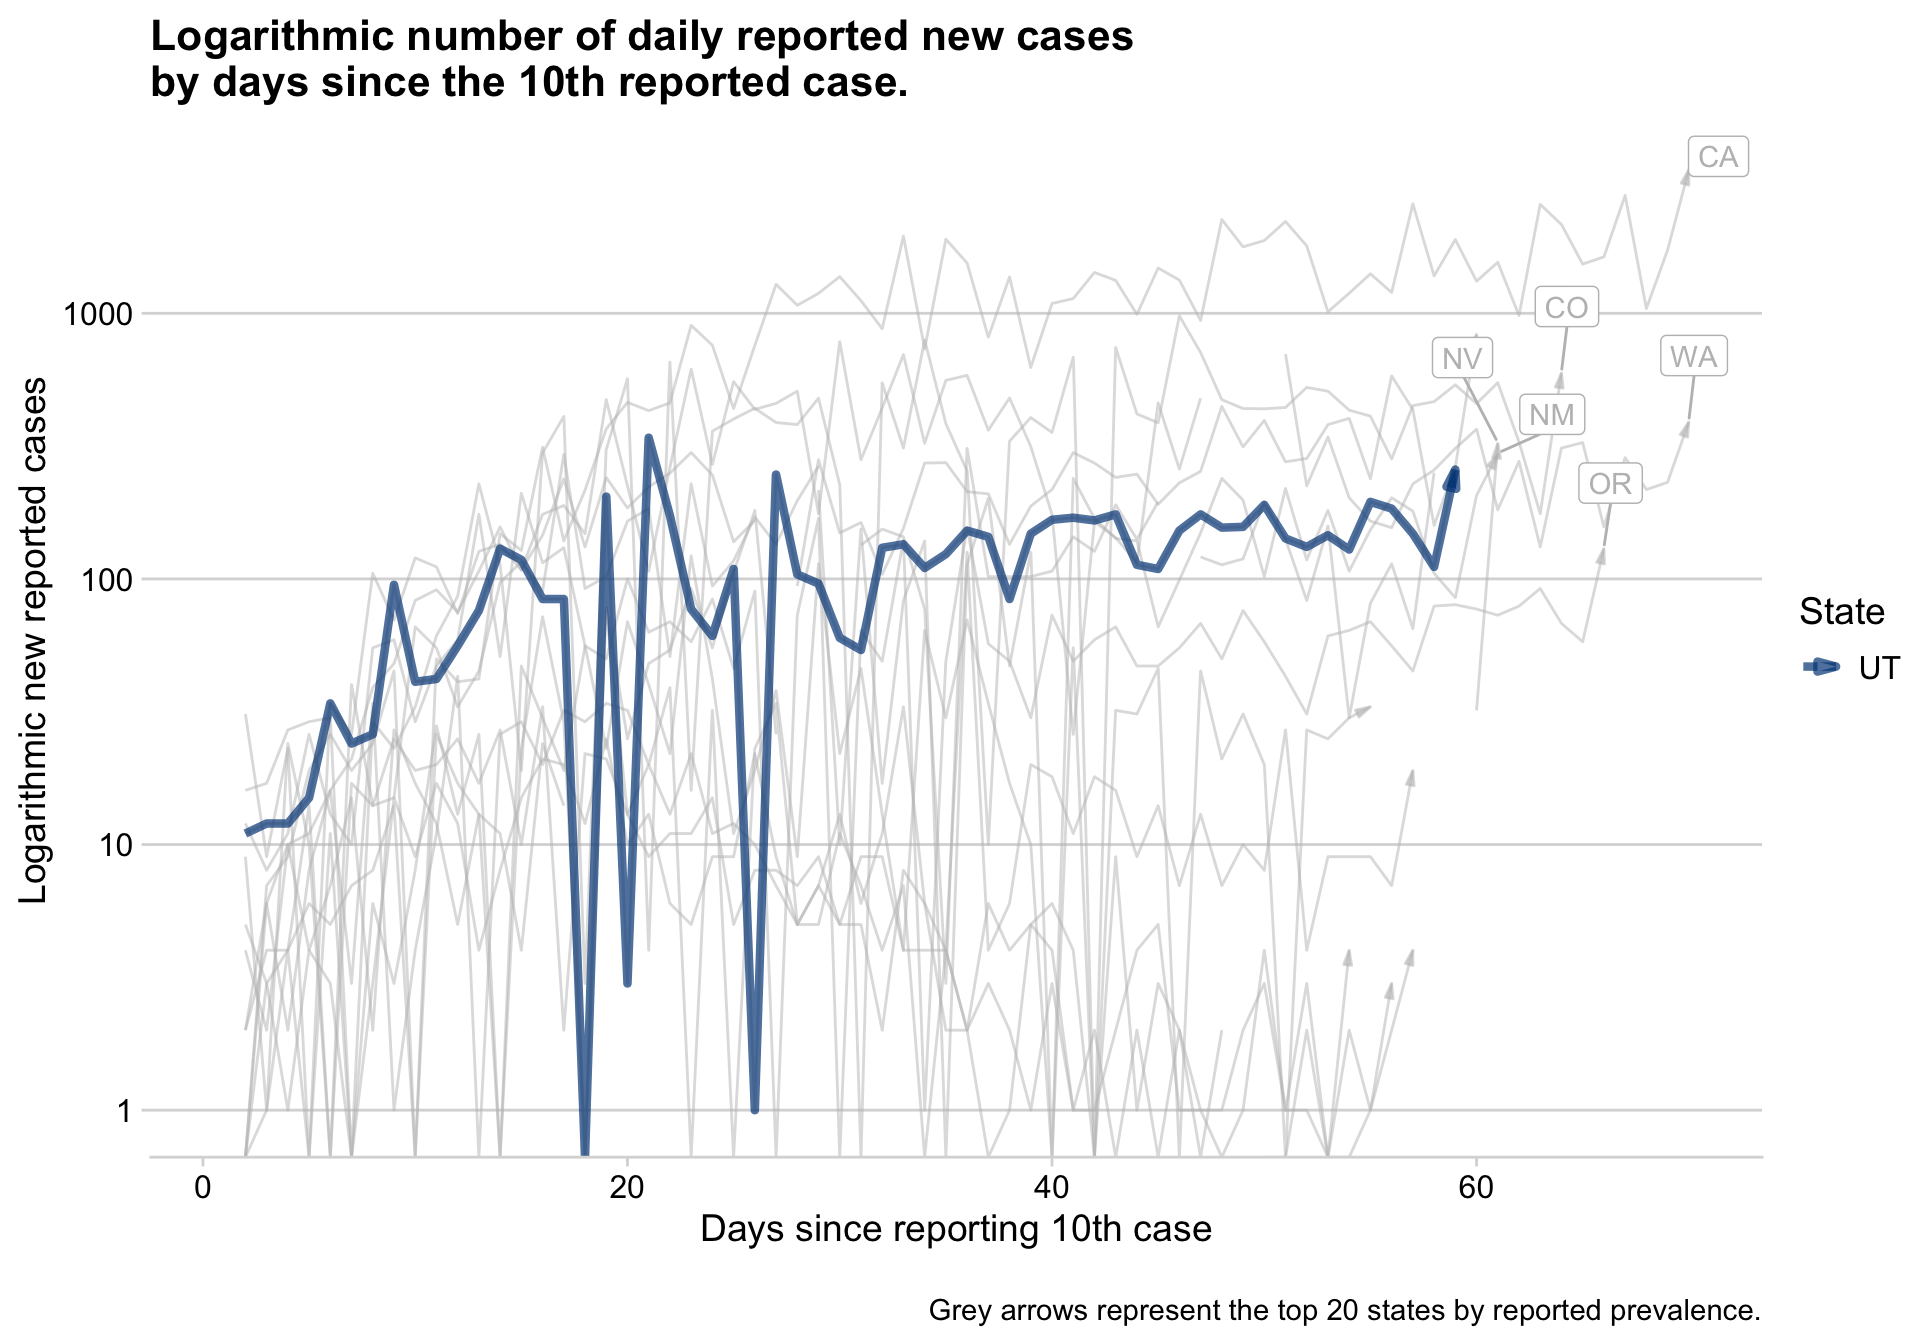 Logarithmic number of daily reported new cases
by days since the 10th reported case.
Logarithmic new reported cases
1000
100
10
1
CA
CO
NV
WA
NM
OR
State
UT
0
20
40
60
Days since reporting 10th case
Grey arrows represent the top 20 states by reported prevalence.